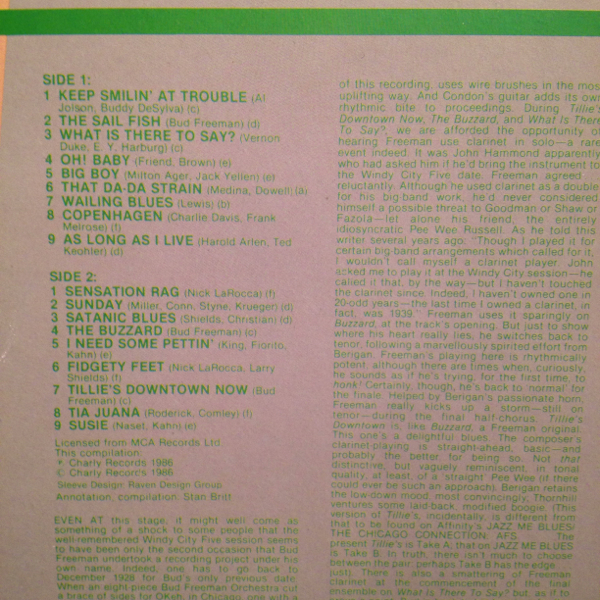 SIDE 1:
1 KEEP SMILIN' AT TROUBLE (Al
Jolson, Buddy DeSylva) (c)
2 THE SAIL FISH (Bud Freeman) (d)
3 WHAT IS THERE TO SAY? (Vernon
Duke, E. Y. Harburg) (c)
4 OH! BABY (Friend, Brown) (e)
5 BIG BOY (Milton Ager, Jack Yellen) (e)
6 THAT DA-DA STRAIN (Medina, Dowell) (a)
7 WAILING BLUES (Lewis) (b)
8 COPENHAGEN (Charlie Davis, Frank
Melrose) (f)
9 AS LONG AS I LIVE (Harold Arlen, Ted
Keohler) (d)
SIDE 2:
1 SENSATION RAG (Nick LaRocca) (f)
2 SUNDAY (Miller, Conn, Styne, Krueger) (d)
3 SATANIC BLUES (Shields, Christian) (d)
4 THE BUZZARD (Bud Freeman) (c)
5 I NEED SOME PETTIN' (King, Fiorito,
Kahn) (e)
6 FIDGETY FEET (Nick LaRocca, Larry
Shields) (f)
7 TILLIE'S DOWNTOWN NOW (Bud
Freeman) (c)
8 TIA JUANA (Roderick, Comley) (f)
9 SUSIE (Naset, Kahn) (e)
Licensed from MCA Records Ltd.
This compilation:
Charly Records 1986
© Charly Records 1986
Sleeve Design: Raven Design Group
Annotation, compilation: Stan Britt
EVEN AT this stage, it might well come as
something of a shock to some people that the
well-remembered Windy City Five session seems
to have been only the second occasion that Bud
Freeman undertook a recording project under his
own name. Indeed, one has to go back to
December 1928 for Bud's only previous date.
When an eight piece Bud Freeman Orchestra cut
a brace of sides for OKeh, in Chicago, one with a
of this recording, uses wire brushes in the most
uplifting way. And Condon's guitar adds its own
rhythmic bite to proceedings. During Tillie's
Downtown Now, The Buzzard, and What Is There
To Say?, we are afforded the opportunity of
hearing Freeman use clarinet in solo—a rare
event indeed. It was John Hammond apparently
who had asked him if he'd bring the instrument to
the Windy City Five date. Freeman agreed
reluctantly. Although he used clarinet as a double
for his big-band work, he'd never considered
himself a possible threat to Goodman or Shaw or
Fazola—let alone his friend, the entirely
idiosyncratic Pee Wee Russell. As he told this
writer several years ago: "Though I played it for
certain big-band arrangements which called for it,
I wouldn't call myself a clarinet player. John
asked me to play it at the Windy City session—he
called it that, by the way—but I haven't touched
the clarinet since. Indeed, I haven't owned one in
20-odd years—the last time I owned a clarinet, in
fact, was 1939." Freeman uses it sparingly on
Buzzard, at the track's opening. But just to show
where his heart really lies, he switches back to
tenor, following a marvellously spirited effort from
Berigan. Freeman's playing here is rhythmically
potent, although there are times when, curiously,
he sounds as if he's trying, for the first time, to
honk! Certainly, though, he's back to 'normal' for
the finale. Helped by Berigan's passionate horn,
Freeman really kicks up a storm—still on
tenor—during the final half-chorus. Tillie's
Downtown is, like Buzzard, a Freeman original.
This one's a delightful blues. The composer's
clarinet-playing is straight-ahead, basic—and
probably the better for being so. Not that
distinctive, but vaguely reminiscent, in tonal
quality, at least, of a straight Pee Wee (if there
could ever be such an approach). Berigan retains
the low-down mood, most convincingly; Thornhill
ventures some laid-back, modified boogie. (This
version of Tillie's, incidentally, is different from
that to be found on Affinity's JAZZ ME BLUES/
THE CHICAGO CONNECTION: AFS The
present Tillie's is Take A; that on JAZZ ME BLUES
is Take B. In truth, there isn't much to choose
between the pair; perhaps Take B has the edge
just). There is also a smattering of Freeman
clarinet at the commencement of the final
ensemble on What Is There To Say? but, as if to